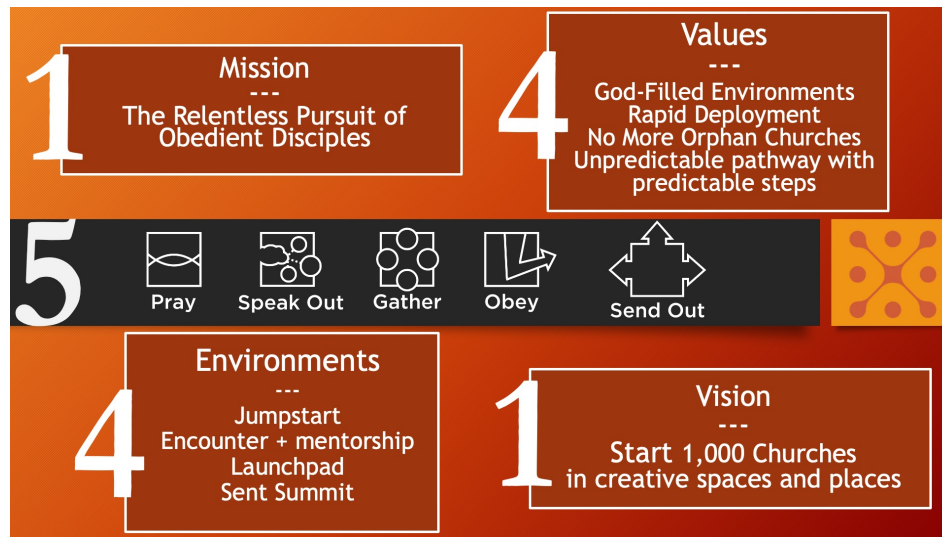 1
Mission
---
The Relentless Pursuit of
Obedient Disciples
4
Values
---
God-Filled Environments
Rapid Deployment
No More Orphan Churches
Unpredictable pathway with
predictable steps
5
Pray
Speak Out
Gather
Obey
Send Out
4
Environments
---
Jumpstart
Encounter + mentorship
Launchpad
Sent Summit
1
Vision
---
Start 1,000 Churches
in creative spaces and places